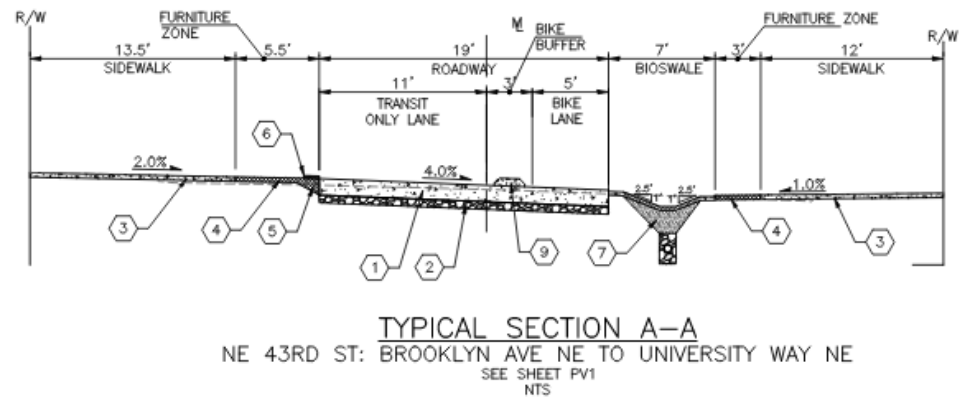 R/W
FURNITURE
ZONE
13.5'
SIDEWALK
5.5'
19'
ROADWAY
BIKE
BUFFER
7'
BIOSWALE
FURNITURE ZONE
3'
12'
SIDEWALK
R/W
11'
TRANSIT
ONLY LANE
3'
5'
BIKE
LANE
6
2.0%
4.0%
2.5'
1'
1'
2.5'
1.0%
3
4
5
1
2
9
7
4
3
TYPICAL SECTION A-A
NE 43RD ST: BROOKLYN AVE NE TO UNIVERSITY WAY NE
SEE SHEET PV1
NTS